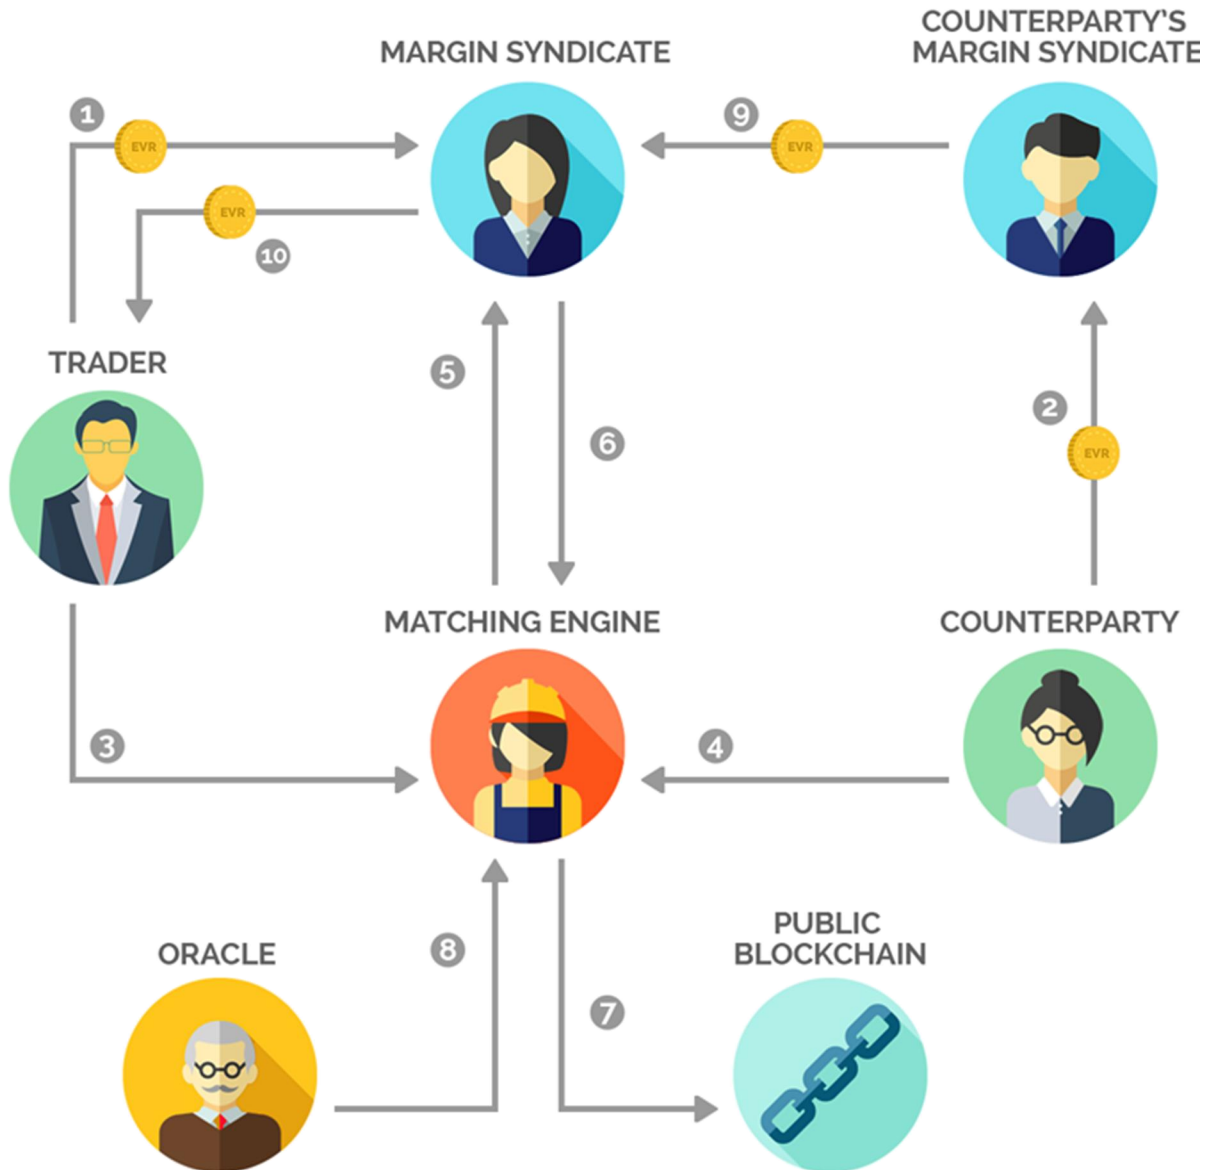 COUNTERPARTY'S
MARGIN SYNDICATE
MARGIN SYNDICATE
1
EVR
9
EVR
EVR
10
TRADER
5
2
6
EVR
MATCHING ENGINE
COUNTERPARTY
3
4
PUBLIC
BLOCKCHAIN
ORACLE
8
7